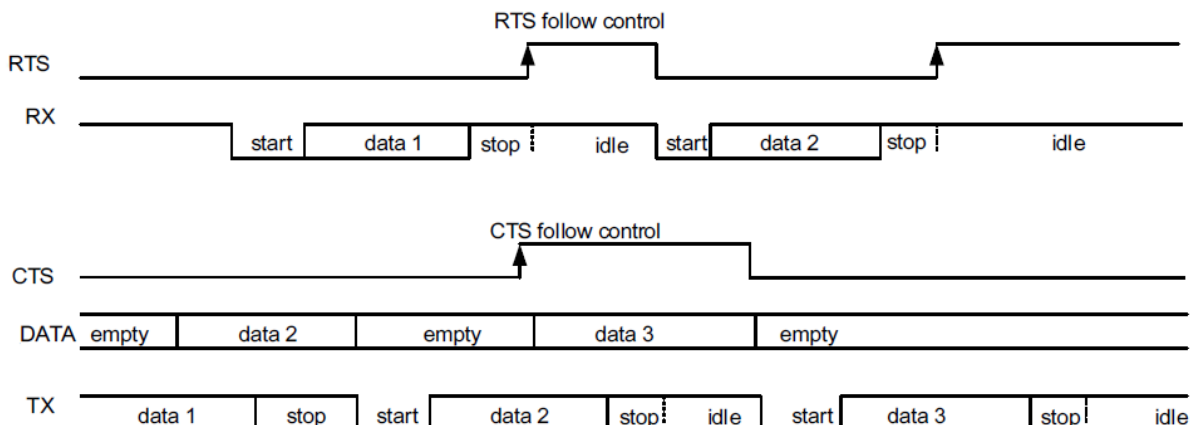 RTS follow control
RTS
RX
start data 1 stop idle start data 2 stop idle
CTS follow control
CTS
DATA empty data 2 empty data 3 empty
TX data 1 stop start data 2 stop idle start data 3 stop idle